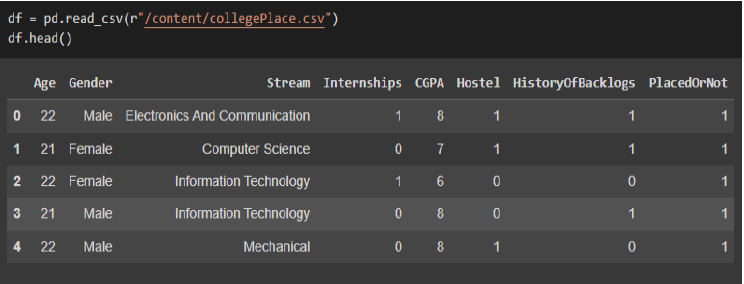 df = pd.read_csv(r"/content/collegePlace.csv")
df.head()
Age Gender Stream Internships CGPA Hostel HistoryOfBacklogs PlacedOrNot
0 22 Male Electronics And Communication 1 8 1 1 1
1 21 Female Computer Science 0 7 1 1 1
2 22 Female Information Technology 1 6 0 0 1
3 21 Male Information Technology 0 8 0 1 1
4 22 Male Mechanical 0 8 1 0 1